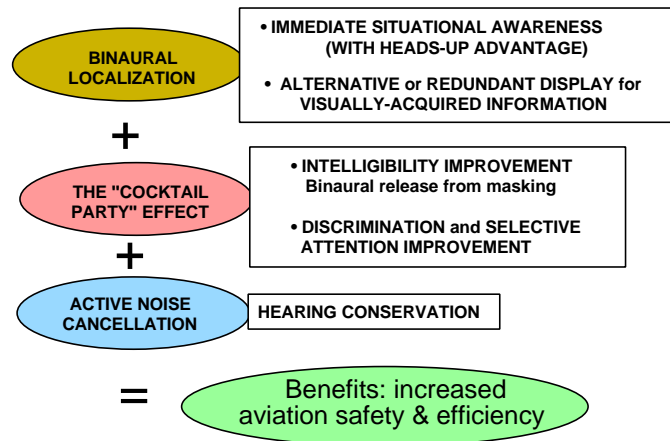 BINAURAL
LOCALIZATION
• IMMEDIATE SITUATIONAL AWARENESS
(WITH HEADS-UP ADVANTAGE)
• ALTERNATIVE or REDUNDANT DISPLAY for
VISUALLY-ACQUIRED INFORMATION
+
THE "COCKTAIL
PARTY" EFFECT
• INTELLIGIBILITY IMPROVEMENT
Binaural release from masking
• DISCRIMINATION and SELECTIVE
ATTENTION IMPROVEMENT
+
ACTIVE NOISE
CANCELLATION
HEARING CONSERVATION
=
Benefits: increased
aviation safety & efficiency